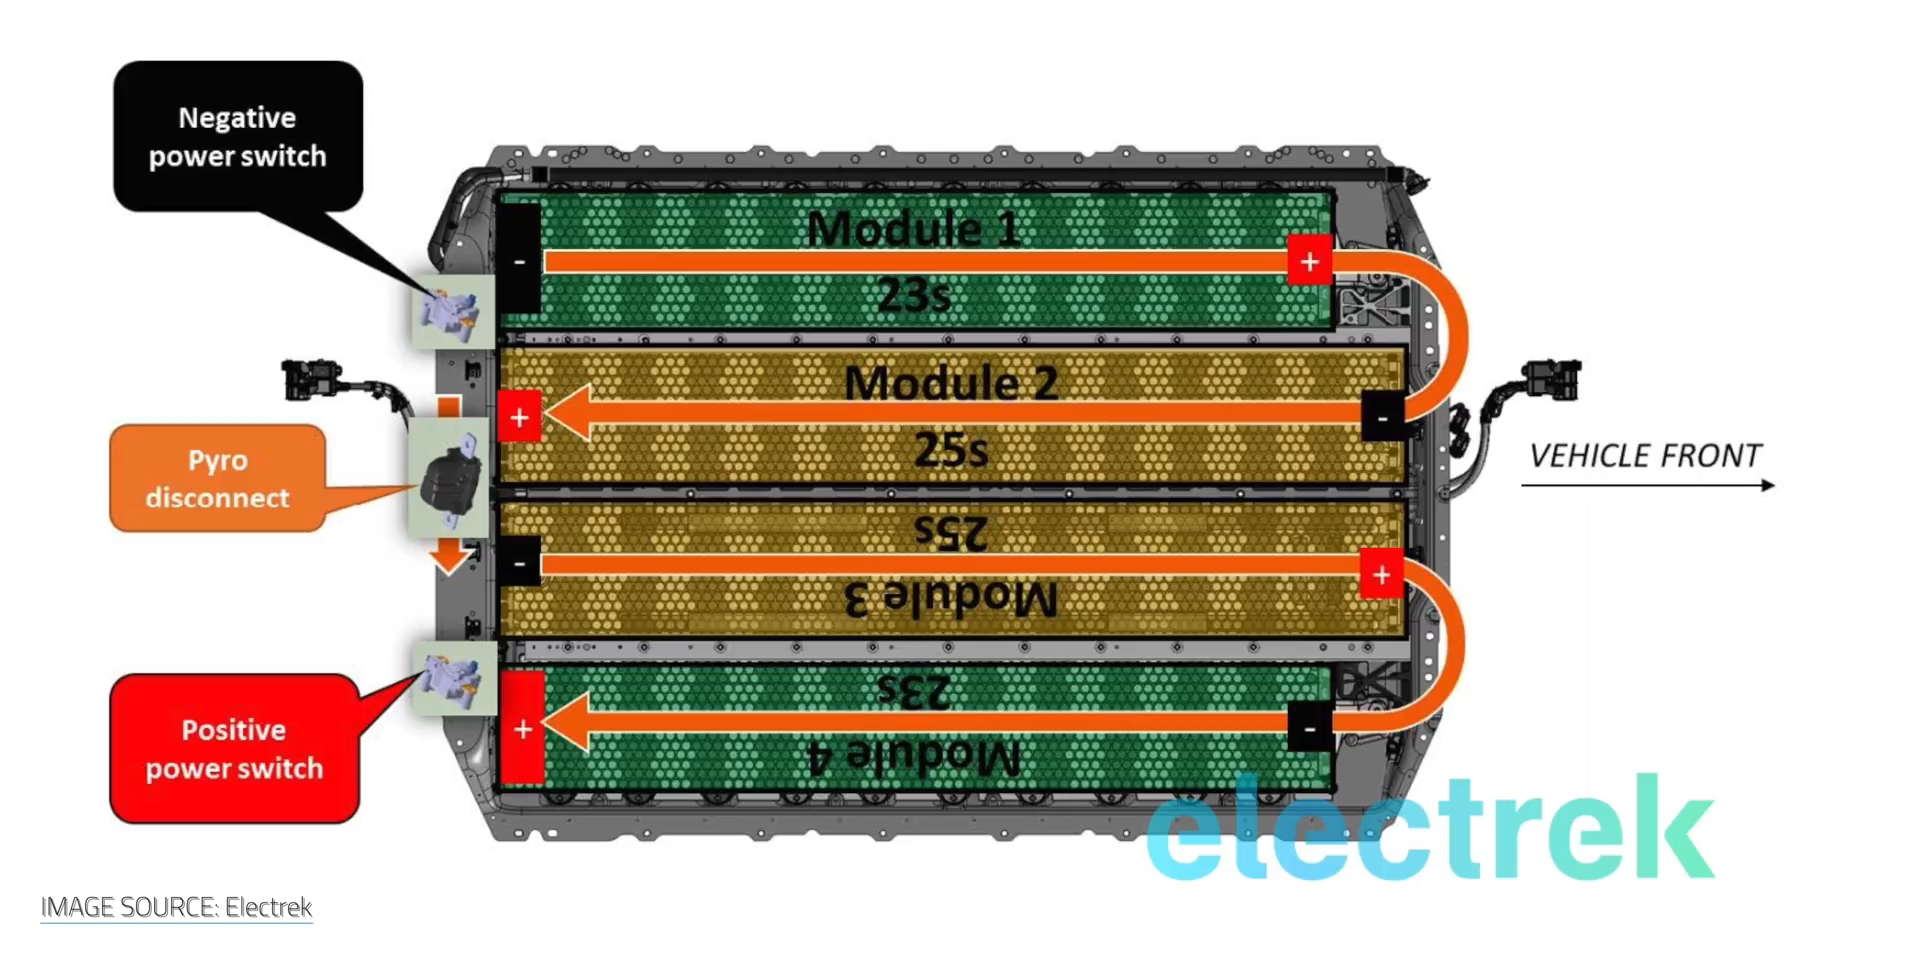 Negative
power switch
Module 1
-
+
23s
Module 2
+
-
25s
Pyro
disconnect
VEHICLE FRONT
25s
-
+
Module 3
23s
+
-
Module 4
Positive
power switch
electrek
IMAGE SOURCE: Electrek